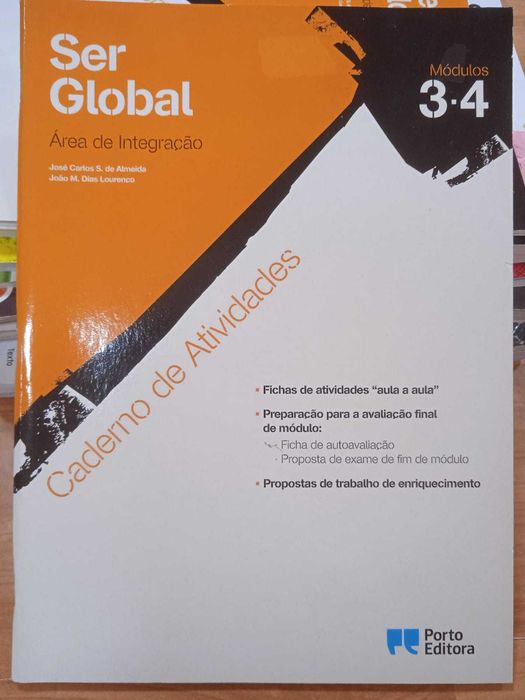 Ser
Global
Área de Integração
José Carlos S. de Almeida
João M. Dias Lourenço
Módulos
3·4
Caderno de Atividades
▪ Fichas de atividades “aula a aula”
▪ Preparação para a avaliação final
de módulo:
· Ficha de autoavaliação
· Proposta de exame de fim de módulo
▪ Propostas de trabalho de enriquecimento
Porto
Editora
Texto